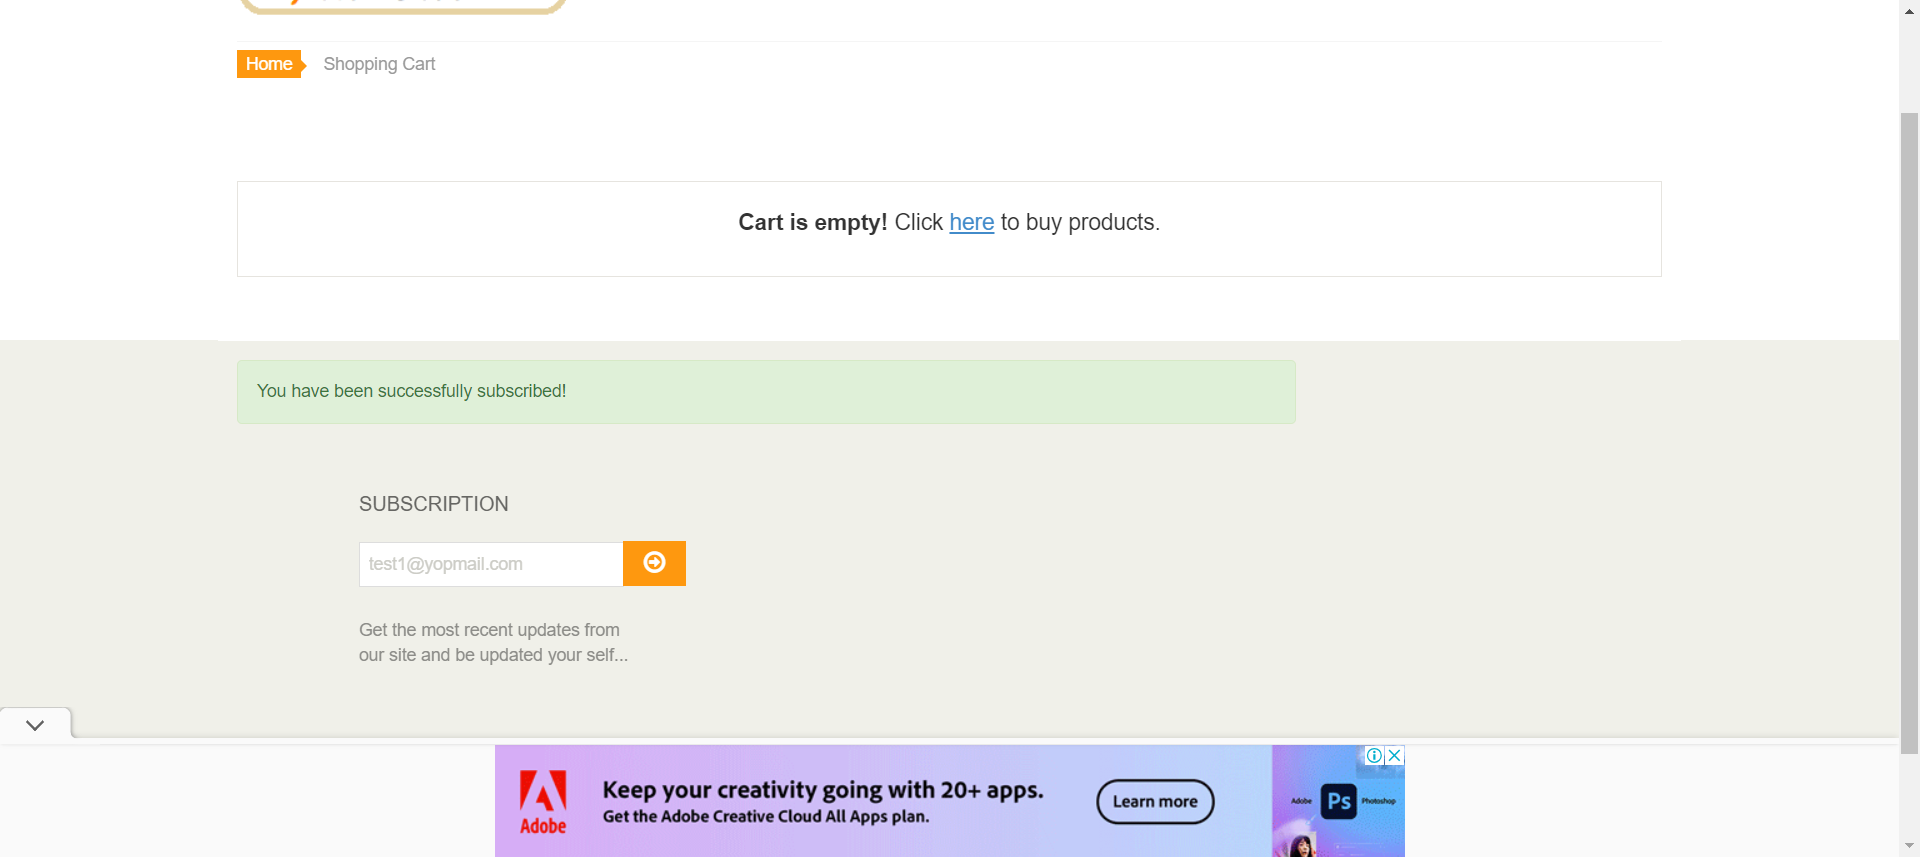 Home Shopping Cart
Cart is empty! Click here to buy products.
You have been successfully subscribed!
SUBSCRIPTION
test1@yopmail.com
Get the most recent updates from
our site and be updated your self...
Adobe
Keep your creativity going with 20+ apps.
Get the Adobe Creative Cloud All Apps plan.
Learn more
Adobe Ps Photoshop